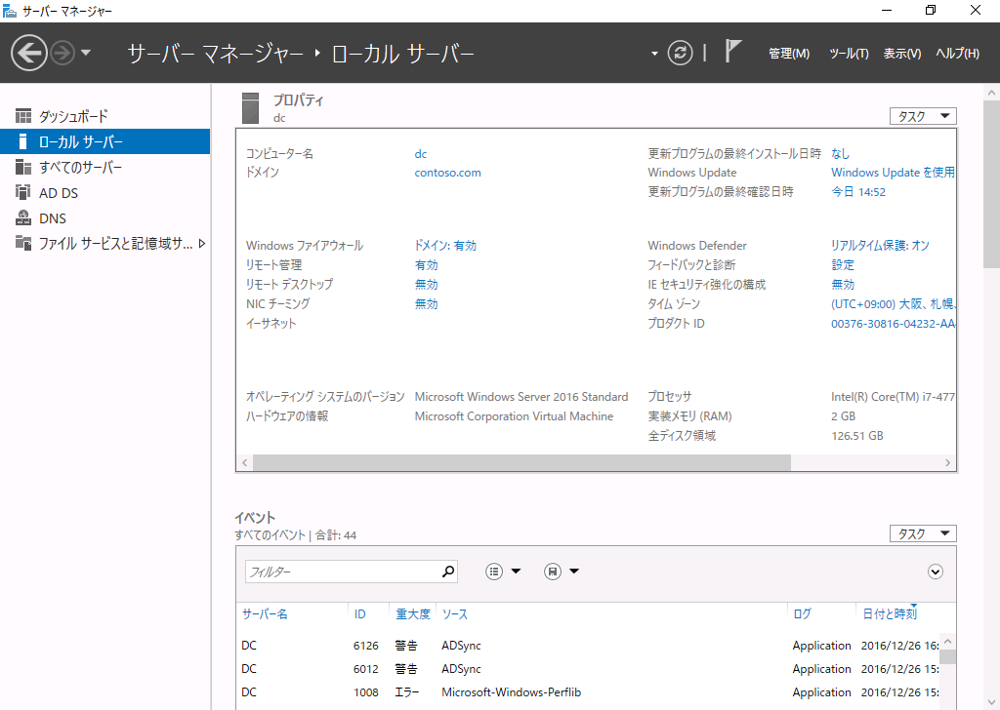 サーバー マネージャー
サーバー マネージャー ・ ローカル サーバー
管理(M) ツール(T) 表示(V) ヘルプ(H)
ダッシュボード
ローカル サーバー
すべてのサーバー
AD DS
DNS
ファイル サービスと記憶域サ...
プロパティ
dc
タスク
コンピューター名 dc 更新プログラムの最終インストール日時 なし
ドメイン contoso.com Windows Update Windows Update を使用
更新プログラムの最終確認日時 今日 14:52
Windows ファイアウォール ドメイン: 有効 Windows Defender リアルタイム保護: オン
リモート管理 有効 フィードバックと診断 設定
リモート デスクトップ 無効 IE セキュリティ強化の構成 無効
NIC チーミング 無効 タイム ゾーン (UTC+09:00) 大阪、札幌、
イーサネット プロダクト ID 00376-30816-04232-AA
オペレーティング システムのバージョン Microsoft Windows Server 2016 Standard プロセッサ Intel(R) Core(TM) i7-477
ハードウェアの情報 Microsoft Corporation Virtual Machine 実装メモリ (RAM) 2 GB
全ディスク領域 126.51 GB
イベント
すべてのイベント | 合計: 44
タスク
フィルター
サーバー名 ID 重大度 ソース ログ 日付と時刻
DC 6126 警告 ADSync Application 2016/12/26 16:
DC 6012 警告 ADSync Application 2016/12/26 15:
DC 1008 エラー Microsoft-Windows-Perflib Application 2016/12/26 15: